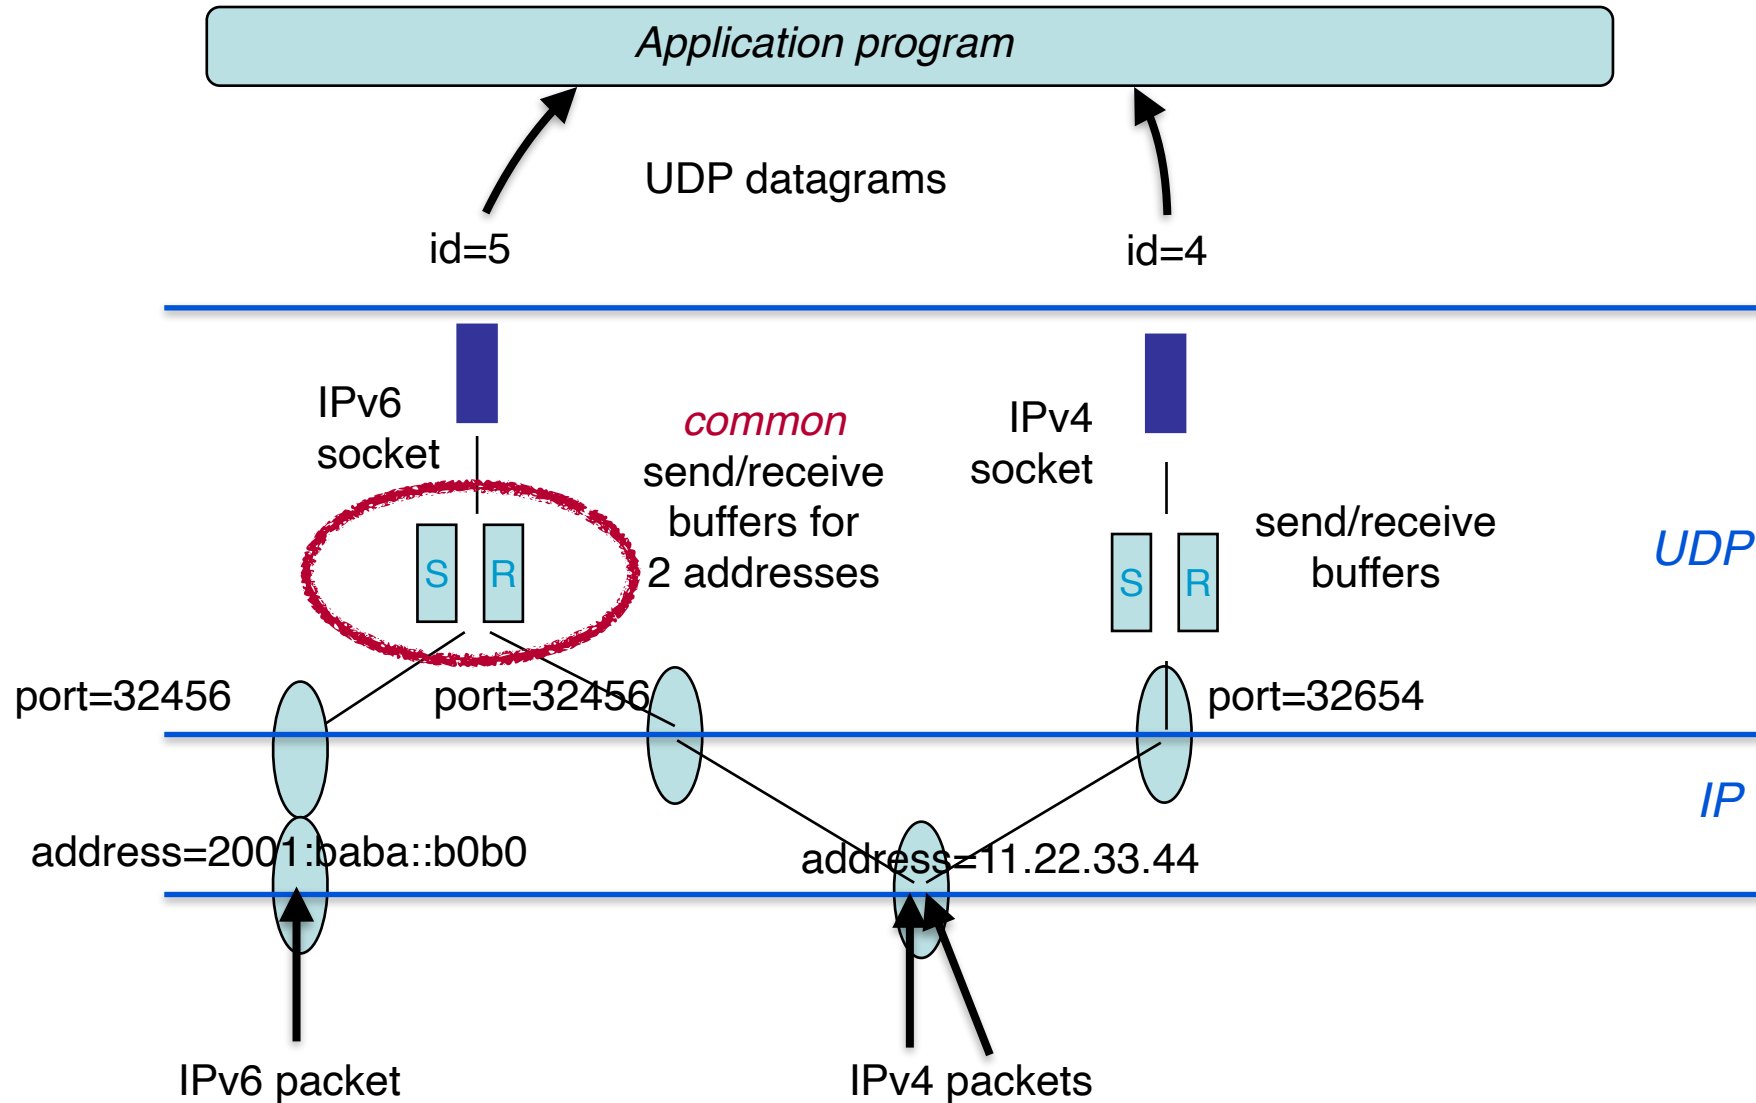 Application program
UDP datagrams
id=5
id=4
IPv6
socket
common
send/receive
buffers for
2 addresses
IPv4
socket
send/receive
buffers
UDP
S
R
S
R
port=32456
port=32456
port=32654
IP
address=2001:baba::b0b0
address=11.22.33.44
IPv6 packet
IPv4 packets